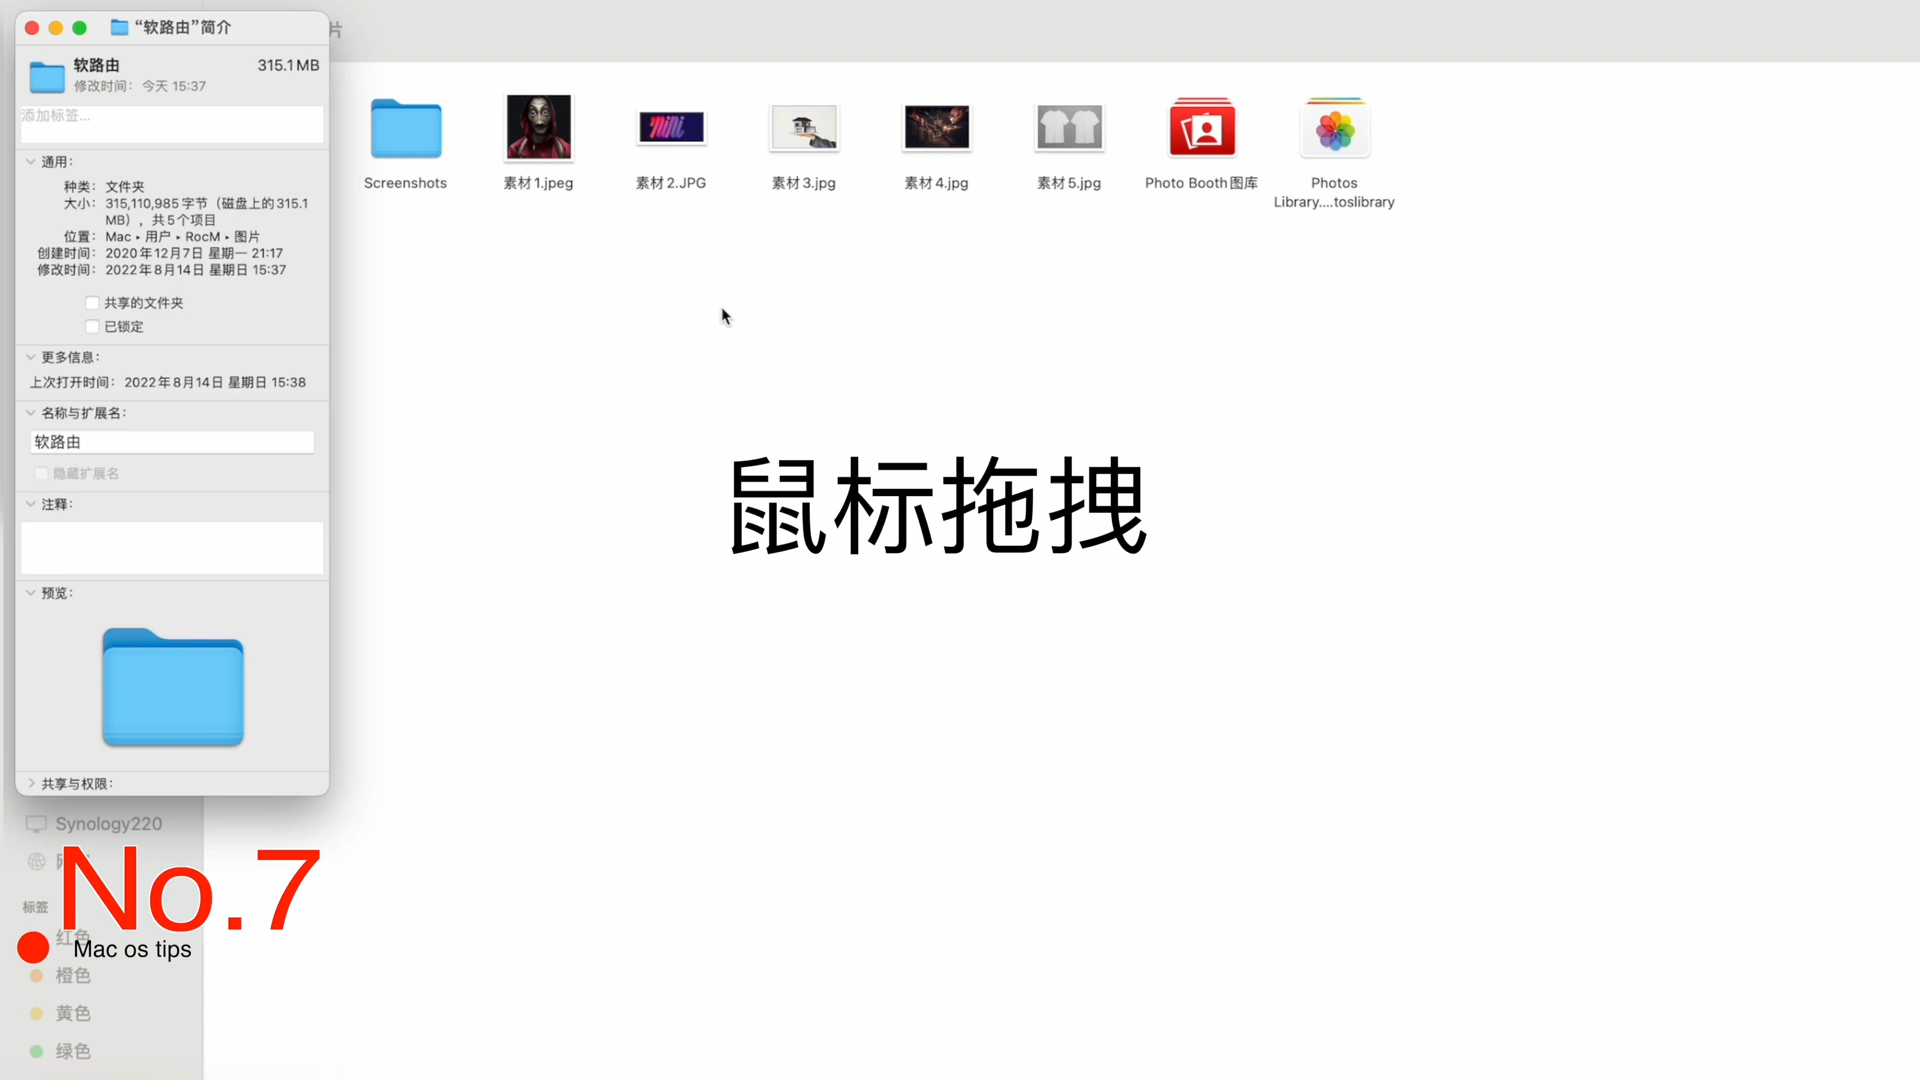 “软路由”简介
片
软路由
315.1 MB
修改时间: 今天 15:37
添加标签...
通用:
种类: 文件夹
大小: 315,110,985 字节（磁盘上的315.1 MB），共 5 个项目
位置: Mac ▸ 用户 ▸ RocM ▸ 图片
创建时间: 2020年12月7日 星期一 21:17
修改时间: 2022年8月14日 星期日 15:37
共享的文件夹
已锁定
更多信息:
上次打开时间: 2022年8月14日 星期日 15:38
名称与扩展名:
软路由
隐藏扩展名
注释:
预览:
共享与权限:
Screenshots
素材 1.jpeg
mini
素材 2.JPG
素材 3.jpg
素材 4.jpg
素材 5.jpg
Photo Booth 图库
Photos
Library....toslibrary
鼠标拖拽
Synology220
No.7
标签
红色
Mac os tips
橙色
黄色
绿色